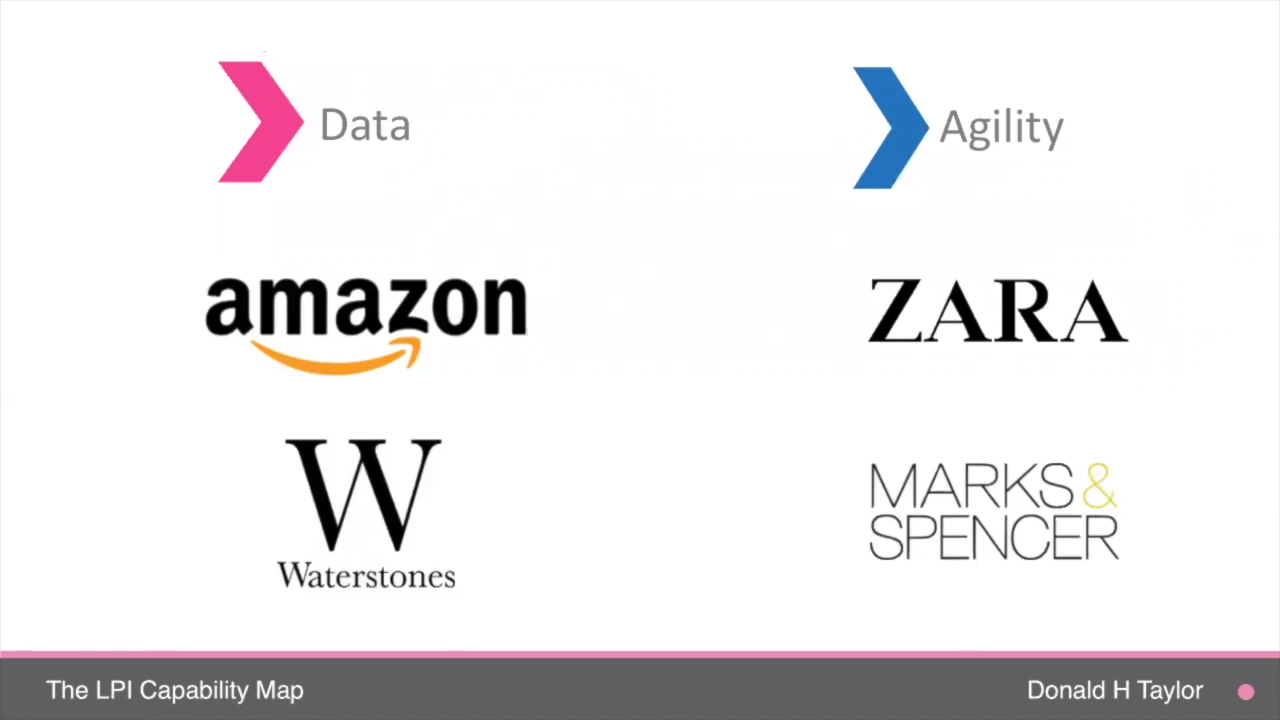 Data
Agility
amazon
ZARA
W
Waterstones
MARKS &
SPENCER
The LPI Capability Map
Donald H Taylor